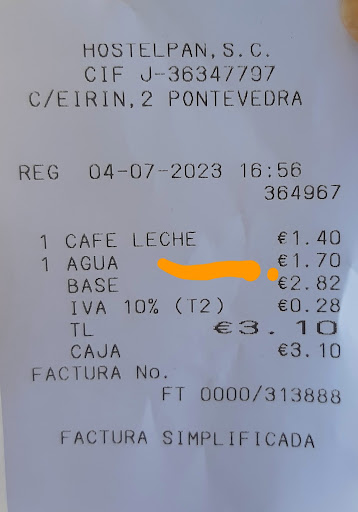 HOSTELPAN, S.C.
CIF J-36347797
C/EIRIN, 2 PONTEVEDRA
REG 04-07-2023 16:56
364967
1 CAFE LECHE €1.40
1 AGUA €1.70
BASE €2.82
IVA 10% (T2) €0.28
TL €3.10
CAJA €3.10
FACTURA No.
FT 0000/313888
FACTURA SIMPLIFICADA